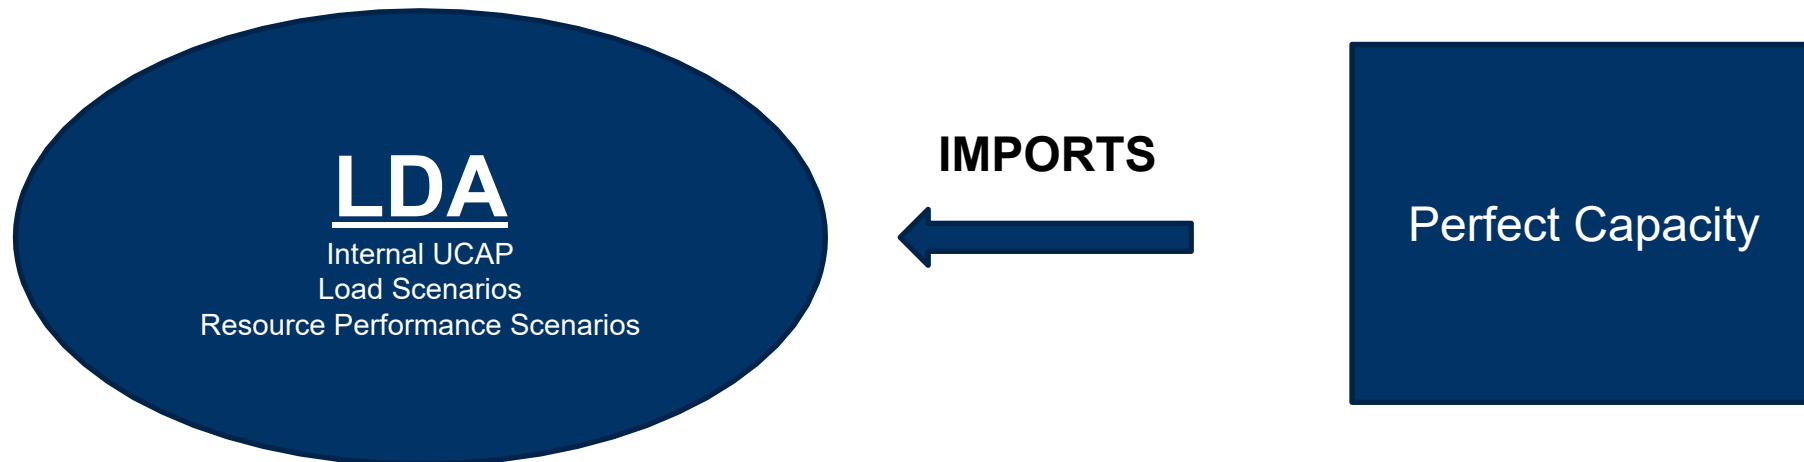 LDA
Internal UCAP
Load Scenarios
Resource Performance Scenarios
IMPORTS
Perfect Capacity